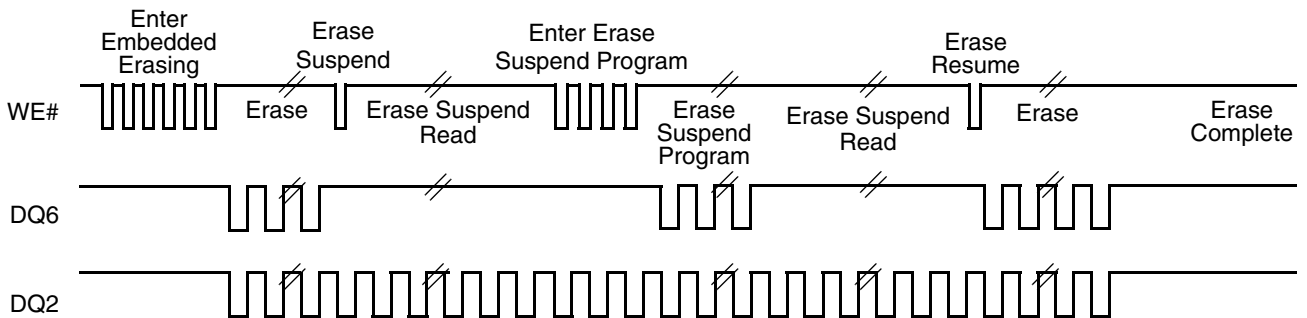 Enter
Embedded
Erasing
Erase
Suspend
Enter Erase
Suspend Program
Erase
Resume
WE#
Erase
Erase Suspend
Read
Erase
Suspend
Program
Erase Suspend
Read
Erase
Erase
Complete
DQ6
DQ2